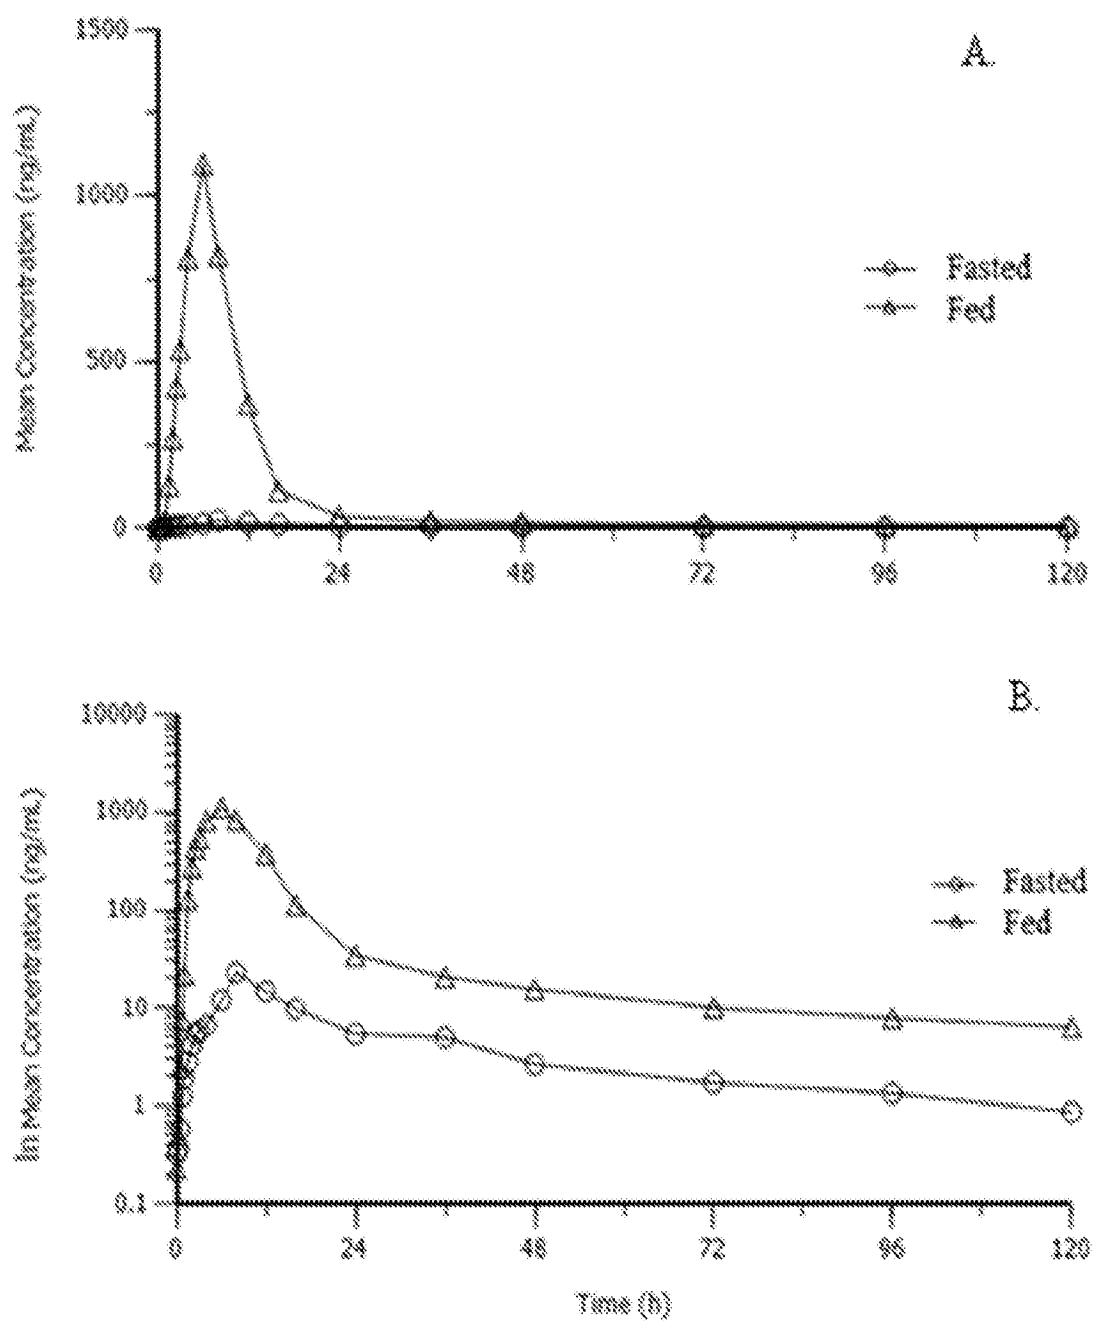 A.
1500
1000
500
0
Mean Concentration (ng/mL)
Fasted
Fed
0 24 48 72 96 120
B.
10000
1000
100
10
1
0.1
ln Mean Concentration (ng/mL)
Fasted
Fed
0 24 48 72 96 120
Time (h)